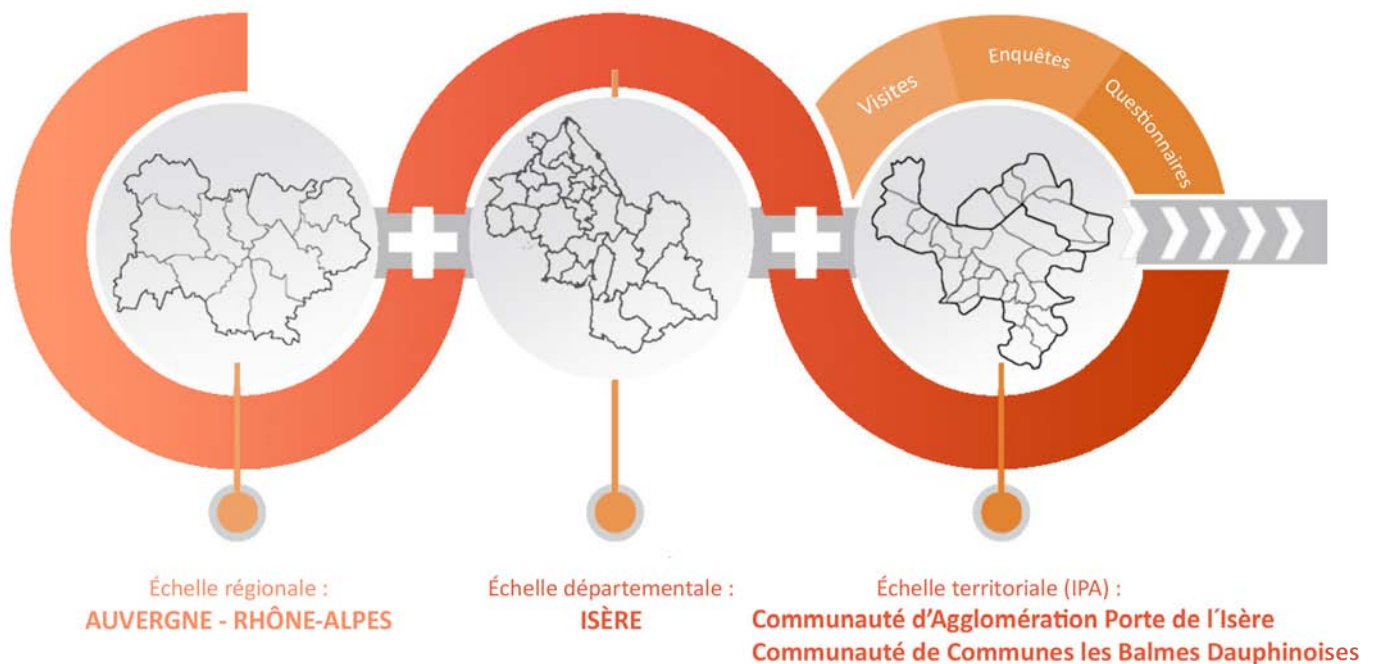 Visites
Enquêtes
Questionnaires
Échelle régionale :
AUVERGNE - RHÔNE-ALPES
Échelle départementale :
ISÈRE
Échelle territoriale (IPA) :
Communauté d’Agglomération Porte de l´Isère
Communauté de Communes les Balmes Dauphinoises